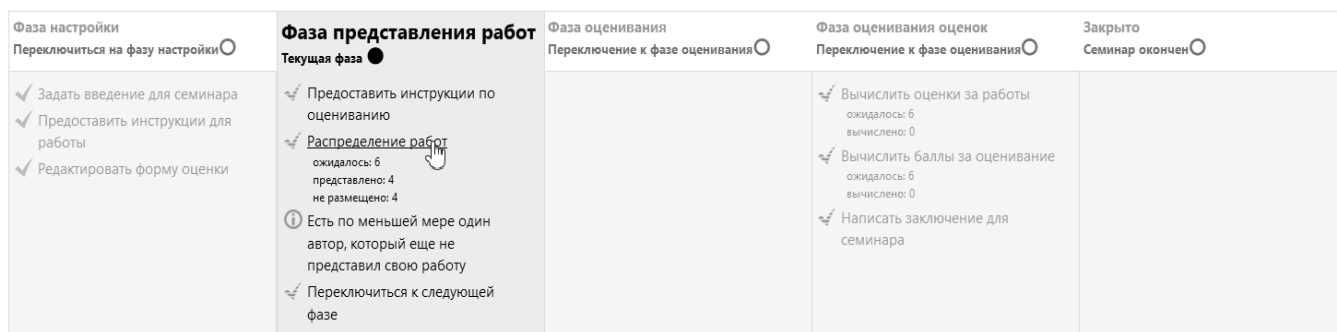 Фаза настройки
Переключиться на фазу настройки
Задать введение для семинара
Предоставить инструкции для
работы
Редактировать форму оценки
Фаза представления работ
Текущая фаза
Предоставить инструкции по
оцениванию
Распределение работ
ожидалось: 6
представлено: 4
не размещено: 4
Есть по меньшей мере один
автор, который еще не
представил свою работу
Переключиться к следующей
фазе
Фаза оценивания
Переключение к фазе оценивания
Фаза оценивания оценок
Переключение к фазе оценивания
Вычислить оценки за работы
ожидалось: 6
вычислено: 0
Вычислить баллы за оценивание
ожидалось: 6
вычислено: 0
Написать заключение для
семинара
Закрыто
Семинар окончен